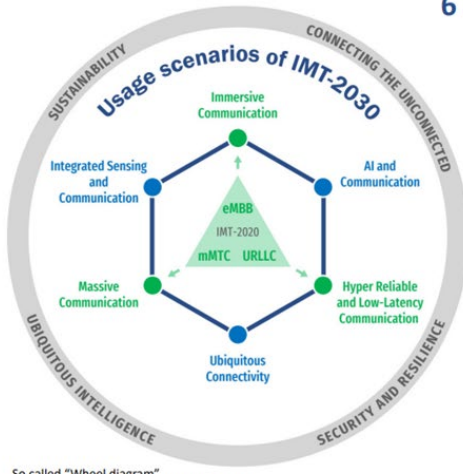 6
SUSTAINABILITY
CONNECTING THE UNCONNECTED
Usage scenarios of IMT-2030
Immersive
Communication
Integrated Sensing
and
Communication
AI and
Communication
eMBB
IMT-2020
mMTC URLLC
Massive
Communication
Hyper Reliable
and Low-Latency
Communication
Ubiquitous
Connectivity
UBIQUITOUS INTELLIGENCE
SECURITY AND RESILIENCE
So called "Wheel diagram"